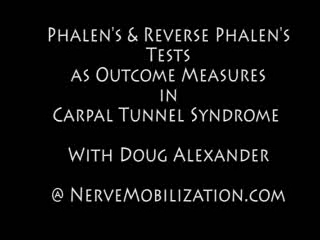 Phalen's & Reverse Phalen's
Tests
as Outcome Measures
in
Carpal Tunnel Syndrome
With Doug Alexander
@ NerveMobilization.com